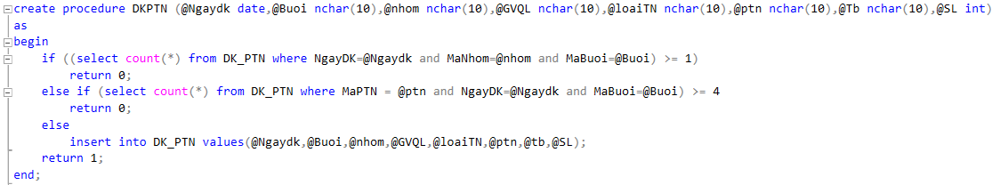 create procedure DKPTN (@Ngaydk date,@Buoi nchar(10),@nhom nchar(10),@GVQL nchar(10),@loaiTN nchar(10),@ptn nchar(10),@Tb nchar(10),@SL int)
as
begin
if ((select count(*) from DK_PTN where NgayDK=@Ngaydk and MaNhom=@nhom and MaBuoi=@Buoi) >= 1)
return 0;
else if (select count(*) from DK_PTN where MaPTN = @ptn and NgayDK=@Ngaydk and MaBuoi=@Buoi) >= 4
return 0;
else
insert into DK_PTN values(@Ngaydk,@Buoi,@nhom,@GVQL,@loaiTN,@ptn,@tb,@SL);
return 1;
end;